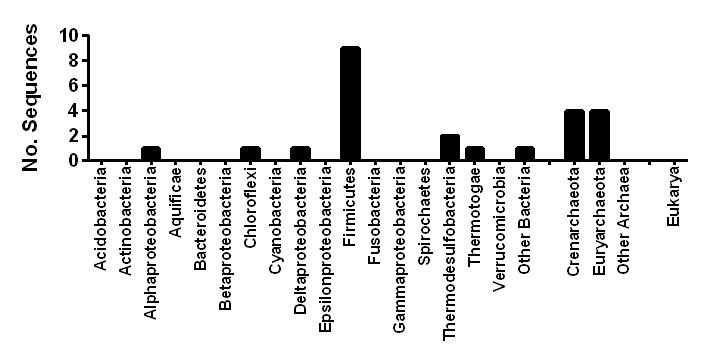 No. Sequences
10
8
6
4
2
0
Acidobacteria
Actinobacteria
Alphaproteobacteria
Aquificae
Bacteroidetes
Betaproteobacteria
Chloroflexi
Cyanobacteria
Deltaproteobacteria
Epsilonproteobacteria
Firmicutes
Fusobacteria
Gammaproteobacteria
Spirochaetes
Thermodesulfobacteria
Thermotogae
Verrucomicrobia
Other Bacteria
Crenarchaeota
Euryarchaeota
Other Archaea
Eukarya